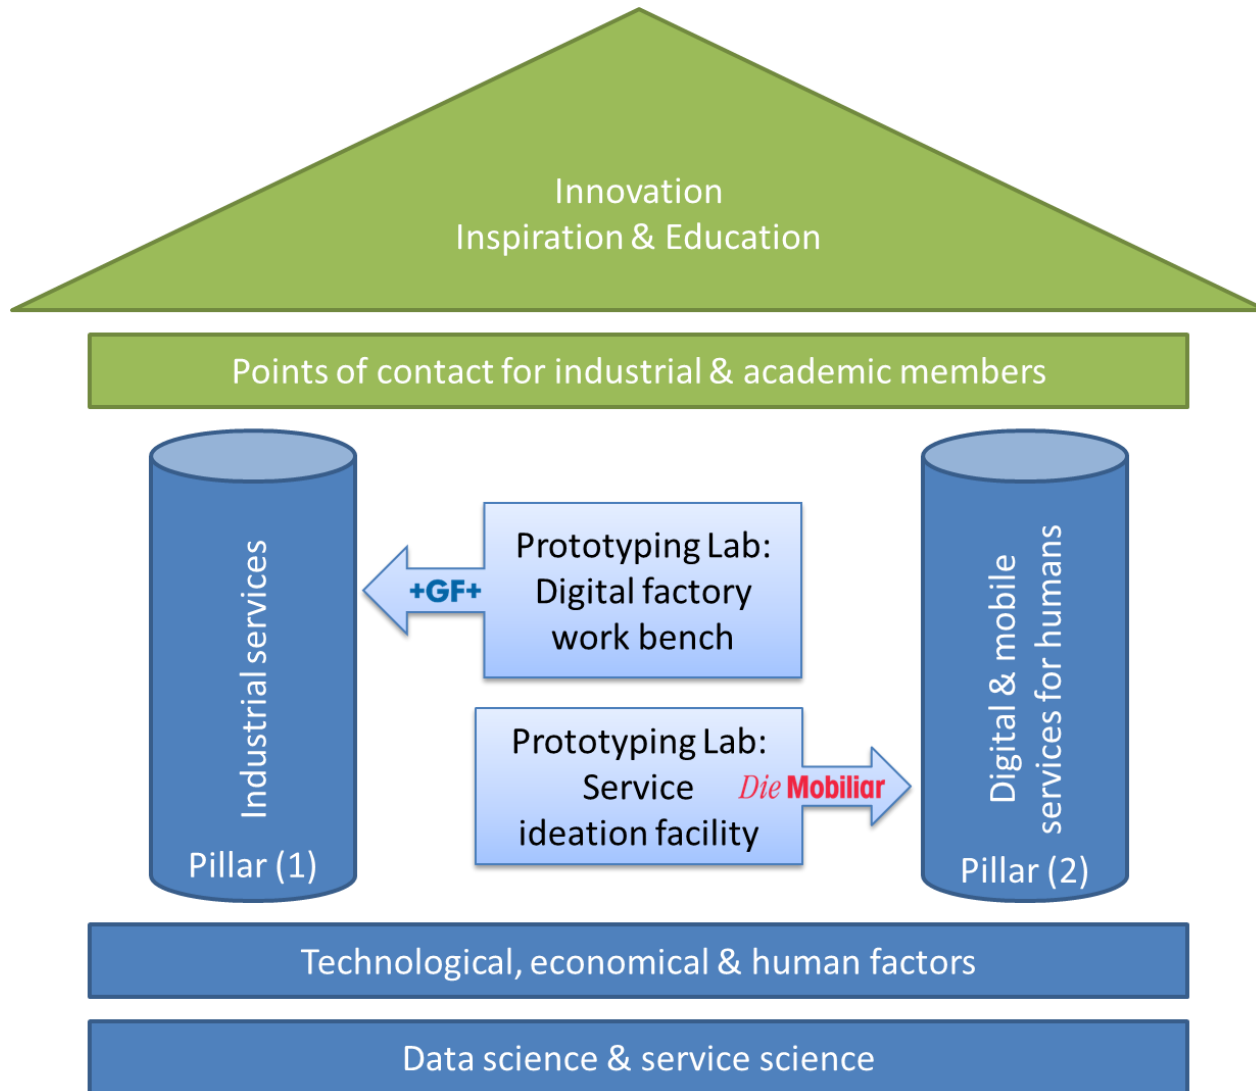 Innovation
Inspiration & Education
Points of contact for industrial & academic members
Industrial services
Pillar (1)
Prototyping Lab:
Digital factory
work bench
+GF+
Prototyping Lab:
Service
ideation facility
Die Mobiliar
Digital & mobile
services for humans
Pillar (2)
Technological, economical & human factors
Data science & service science